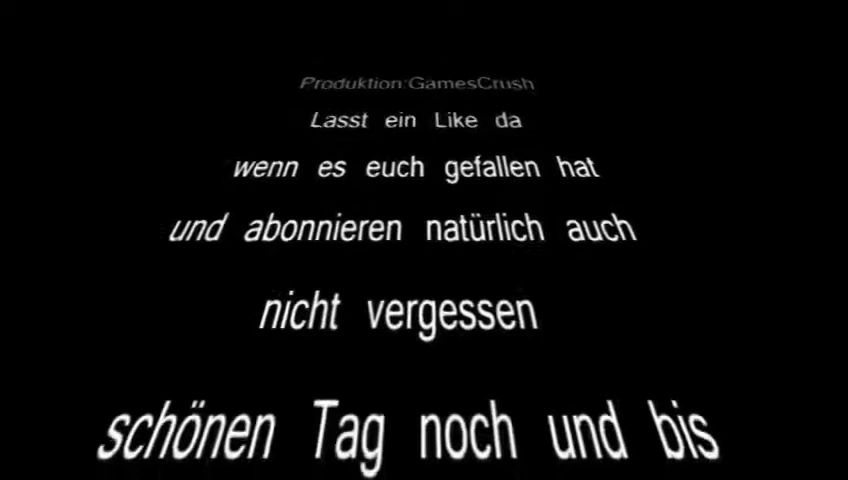 Produktion:GamesCrush
Lasst ein Like da
wenn es euch gefallen hat
und abonnieren natürlich auch
nicht vergessen
schönen Tag noch und bis